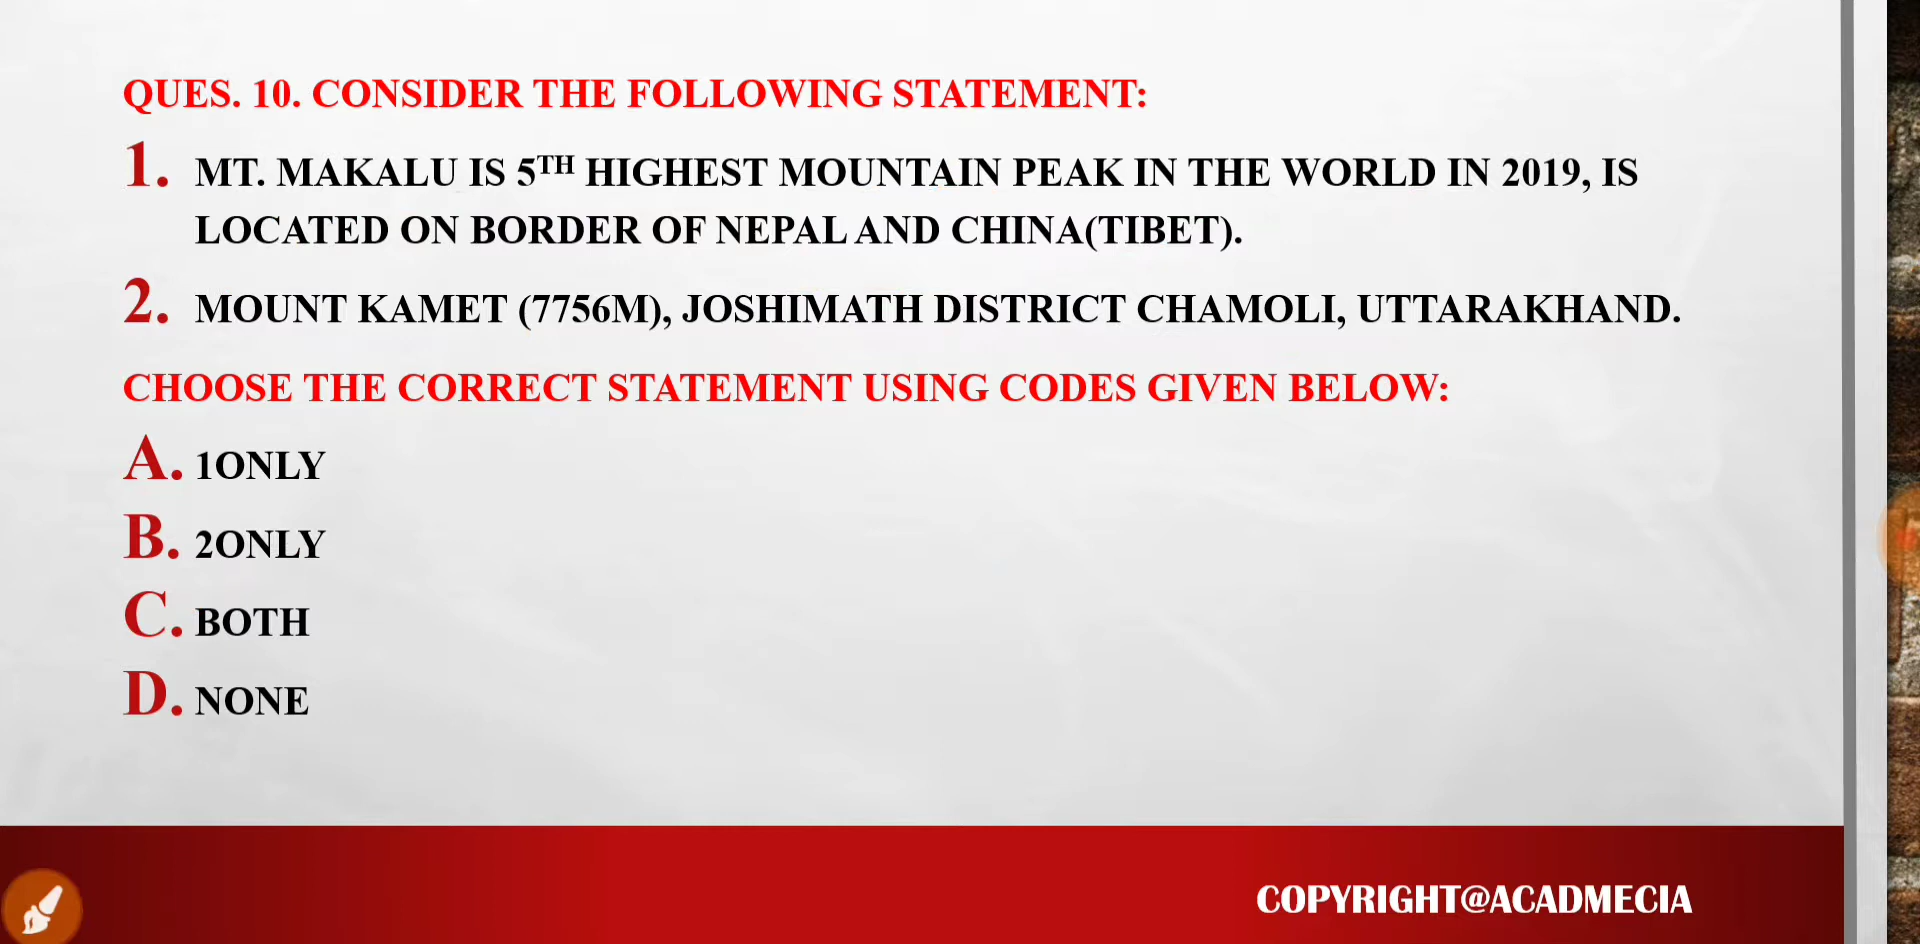 QUES. 10. CONSIDER THE FOLLOWING STATEMENT:
1. MT. MAKALU IS 5TH HIGHEST MOUNTAIN PEAK IN THE WORLD IN 2019, IS
LOCATED ON BORDER OF NEPAL AND CHINA(TIBET).
2. MOUNT KAMET (7756M), JOSHIMATH DISTRICT CHAMOLI, UTTARAKHAND.
CHOOSE THE CORRECT STATEMENT USING CODES GIVEN BELOW:
A. 1ONLY
B. 2ONLY
C. BOTH
D. NONE
COPYRIGHT@ACADMECIA